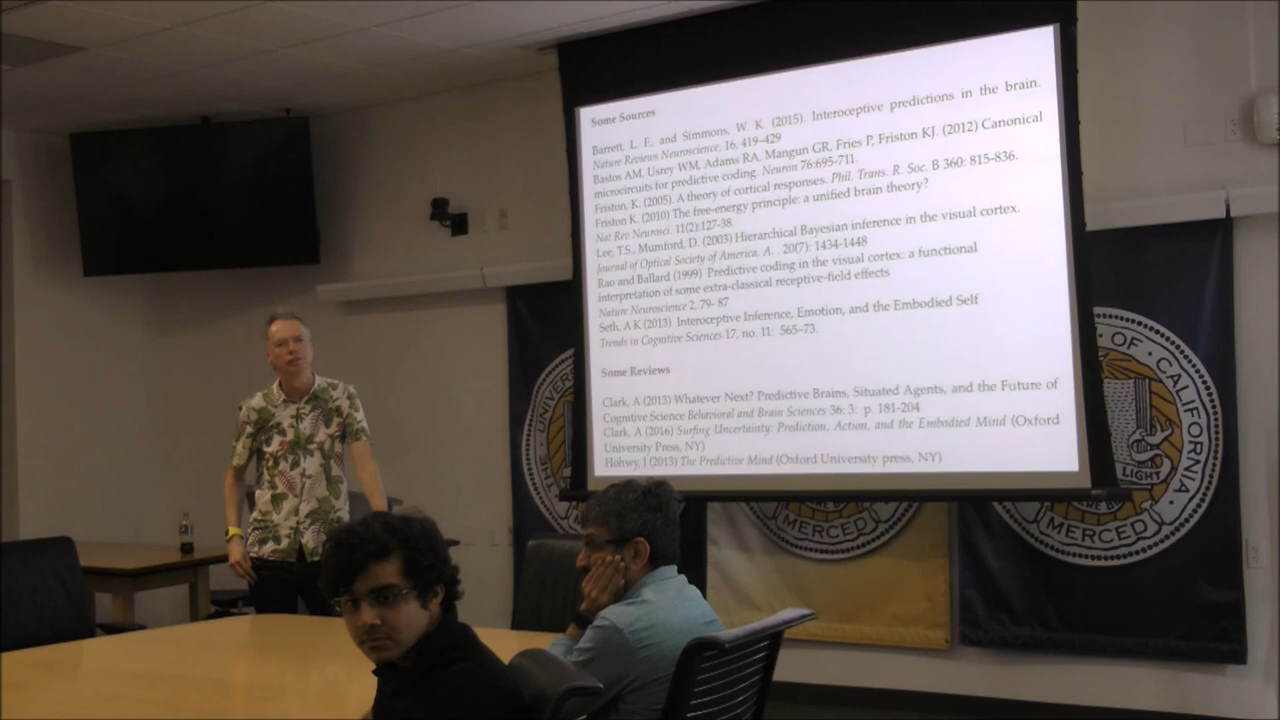 Some Sources
Barrett, L. F., and Simmons, W. K. (2015). Interoceptive predictions in the brain.
Nature Reviews Neuroscience, 16, 419–429
Bastos AM, Usrey WM, Adams RA, Mangun GR, Fries P, Friston KJ. (2012) Canonical
microcircuits for predictive coding. Neuron 76:695-711.
Friston, K. (2005). A theory of cortical responses. Phil. Trans. R. Soc. B 360: 815-836.
Friston K. (2010) The free-energy principle: a unified brain theory?
Nat Rev Neurosci. 11(2):127-38.
Lee, T.S., Mumford, D. (2003) Hierarchical Bayesian inference in the visual cortex.
Journal of Optical Society of America, A. . 20(7): 1434-1448
Rao and Ballard (1999) Predictive coding in the visual cortex: a functional
interpretation of some extra-classical receptive-field effects
Nature Neuroscience 2, 79- 87
Seth, A K (2013) Interoceptive Inference, Emotion, and the Embodied Self
Trends in Cognitive Sciences 17, no. 11: 565–73.
Some Reviews
Clark, A (2013) Whatever Next? Predictive Brains, Situated Agents, and the Future of
Cognitive Science Behavioral and Brain Sciences 36: 3: p. 181-204
Clark, A (2016) Surfing Uncertainty: Prediction, Action, and the Embodied Mind (Oxford
University Press, NY)
Hohwy, J (2013) The Predictive Mind (Oxford University press, NY)
· THE · UNIVERS
MERCED
OF · CALIFORNIA ·
LIGHT
ERE BE
MERCED